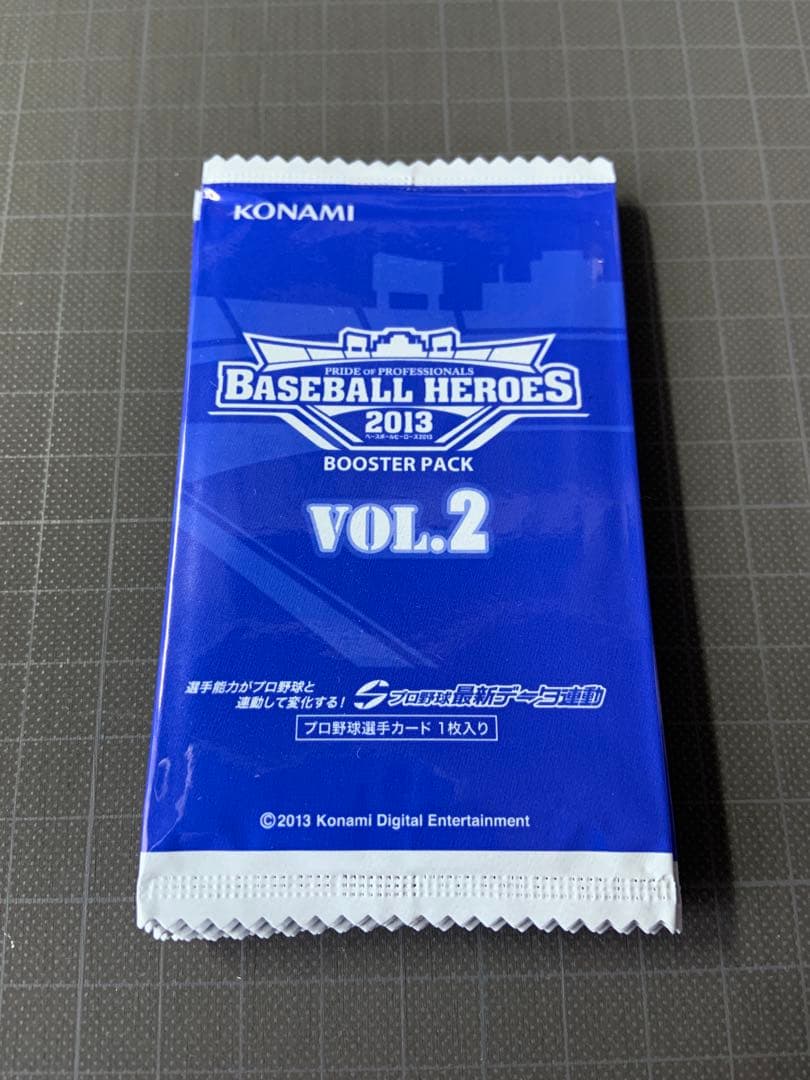 KONAMI
PRIDE OF PROFESSIONALS
BASEBALL HEROES
2013
ベースボールヒーローズ2013
BOOSTER PACK
VOL.2
選手能力がプロ野球と
連動して変化する!
プロ野球最新データ連動
プロ野球選手カード 1枚入り
©2013 Konami Digital Entertainment